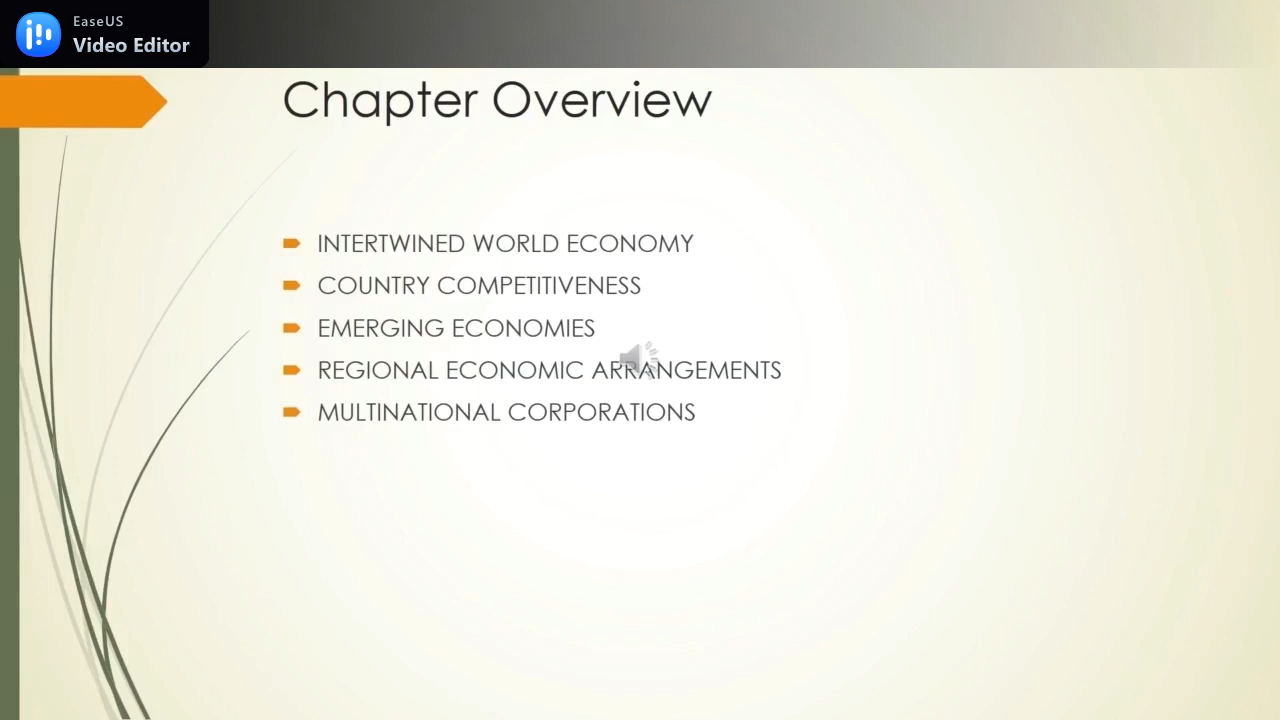 EaseUS
Video Editor
Chapter Overview
INTERTWINED WORLD ECONOMY
COUNTRY COMPETITIVENESS
EMERGING ECONOMIES
REGIONAL ECONOMIC ARRANGEMENTS
MULTINATIONAL CORPORATIONS